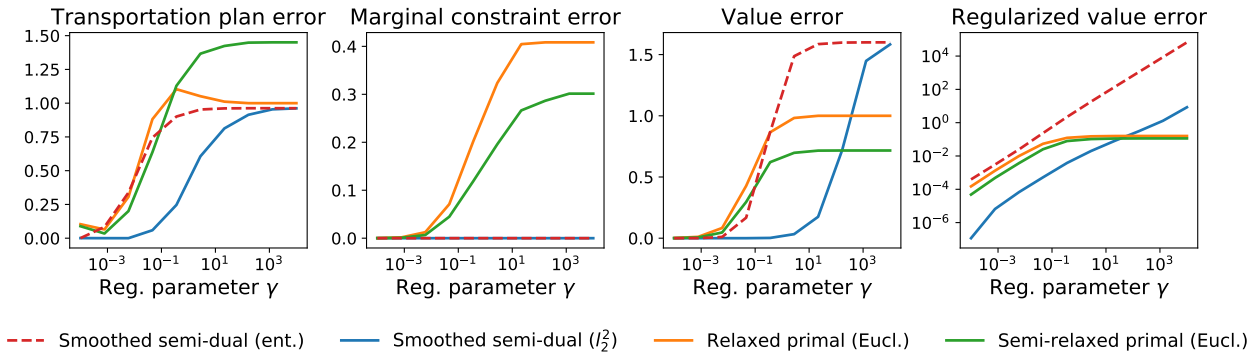 Transportation plan error
Marginal constraint error
Value error
Regularized value error
1.50
1.25
1.00
0.75
0.50
0.25
0.00
10⁻³ 10⁻¹ 10¹ 10³
Reg. parameter γ
0.4
0.3
0.2
0.1
0.0
10⁻³ 10⁻¹ 10¹ 10³
Reg. parameter γ
1.5
1.0
0.5
0.0
10⁻³ 10⁻¹ 10¹ 10³
Reg. parameter γ
10⁴
10²
10⁰
10⁻²
10⁻⁴
10⁻⁶
10⁻³ 10⁻¹ 10¹ 10³
Reg. parameter γ
Smoothed semi-dual (ent.)
Smoothed semi-dual (l₂²)
Relaxed primal (Eucl.)
Semi-relaxed primal (Eucl.)